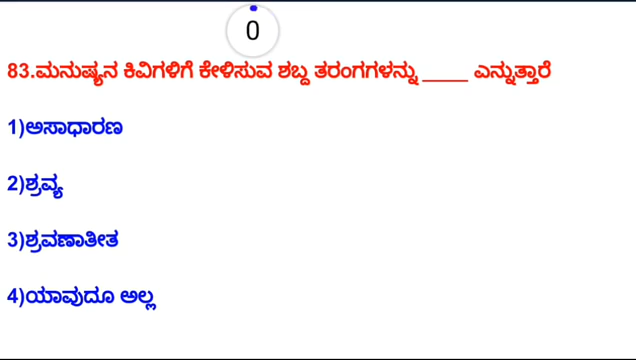 0
83.ಮನುಷ್ಯನ ಕಿವಿಗಳಿಗೆ ಕೇಳಿಸುವ ಶಬ್ದ ತರಂಗಗಳನ್ನು _____ ಎನ್ನುತ್ತಾರೆ
1)ಅಸಾಧಾರಣ
2)ಶ್ರವ್ಯ
3)ಶ್ರವಣಾತೀತ
4)ಯಾವುದೂ ಅಲ್ಲ